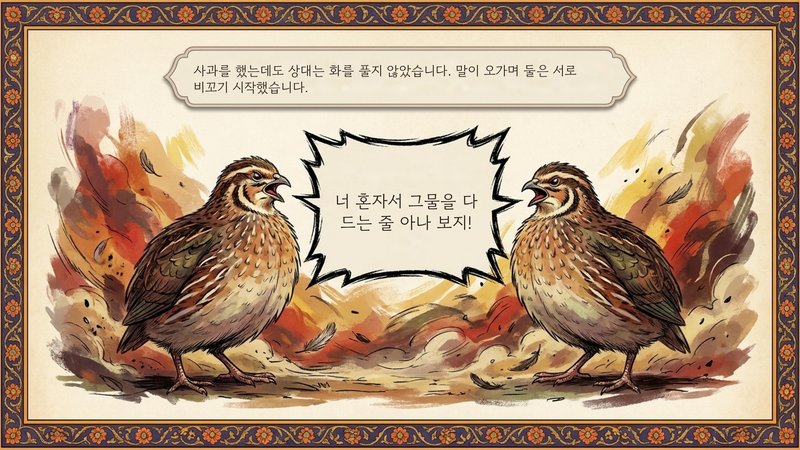 사과를 했는데도 상대는 화를 풀지 않았습니다. 말이 오가며 둘은 서로
비꼬기 시작했습니다.
너 혼자서 그물을 다
드는 줄 아나 보지!